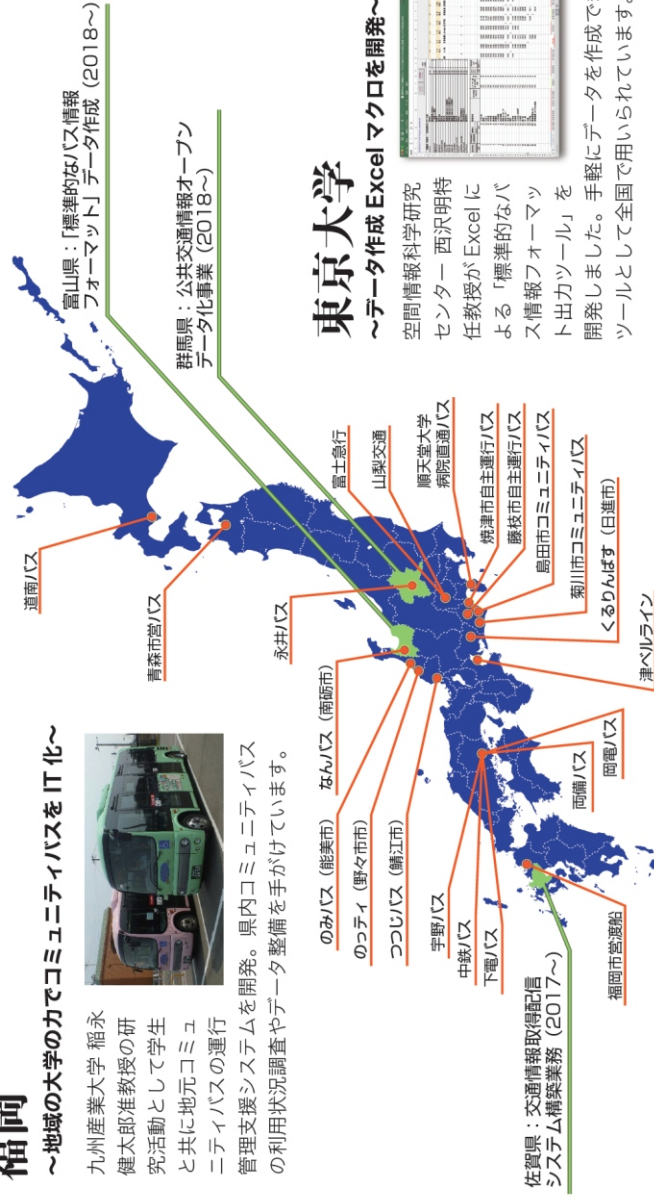 福岡
〜地域の大学の力でコミュニティバスをIT化〜
九州産業大学 稲永
健太郎准教授の研
究活動として学生
と共に地元コミュ
ニティバスの運行
管理支援システムを開発。県内コミュニティバス
の利用状況調査やデータ整備を手がけています。
富山県：「標準的なバス情報
フォーマット」データ作成（2018〜）
群馬県：公共交通情報オープン
データ化事業（2018〜）
東京大学
〜データ作成Excelマクロを開発〜
空間情報科学研究
センター 西沢明特
任教授がExcelに
よる「標準的なバ
ス情報フォーマッ
ト出力ツール」を
開発しました。手軽にデータを作成でき
ツールとして全国で用いられています。
道南バス
青森市営バス
永井バス
なんバス（南砺市）
のみバス（能美市）
のっティ（野々市市）
つつじバス（鯖江市）
宇野バス
中鉄バス
下電バス
佐賀県：交通情報取得配信
システム構築業務（2017〜）
富士急行
山梨交通
順天堂大学
病院直通バス
焼津市自主運行バス
藤枝市自主運行バス
島田市コミュニティバス
菊川市コミュニティバス
くるりんばす（日進市）
津ベルライン
岡電バス
両備バス
福岡市営渡船